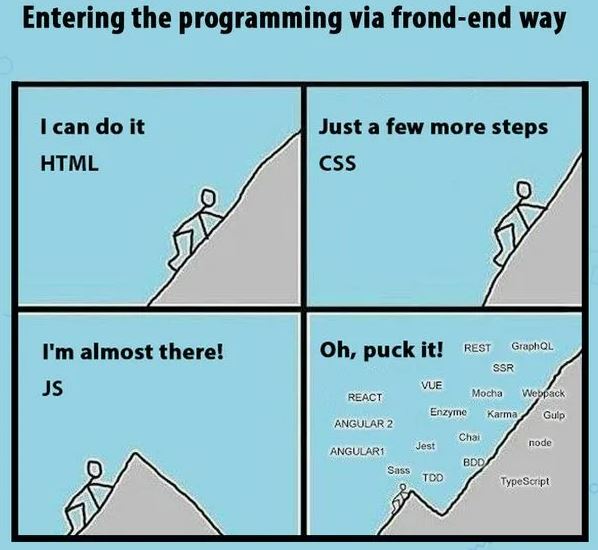 Entering the programming via frond-end way
I can do it
HTML
Just a few more steps
CSS
I'm almost there!
JS
Oh, puck it!
REST GraphQL
SSR
VUE
REACT
Mocha Webpack
Enzyme Karma Gulp
ANGULAR 2
Chai
Jest node
ANGULAR1
BDD
Sass
TDD
TypeScript